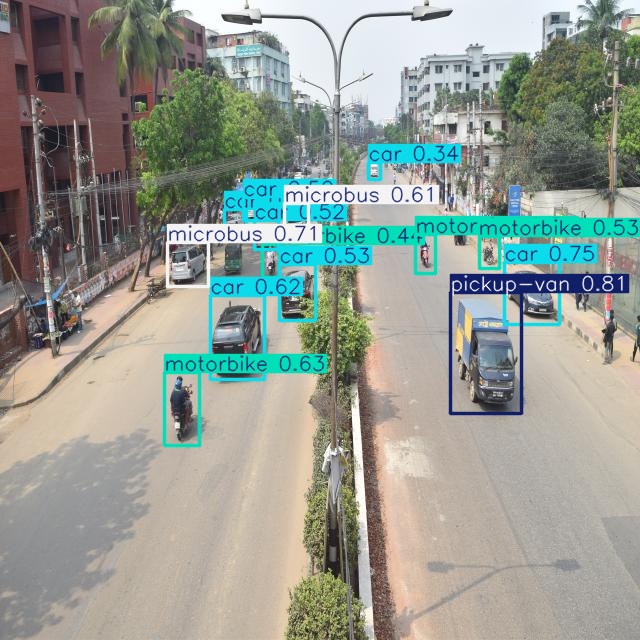 car 0.34
microbus 0.61
car 0.52
motorbike 0.53
microbus 0.71
bike 0.44
motor
car 0.53
car 0.75
car 0.62
pickup-van 0.81
motorbike 0.63